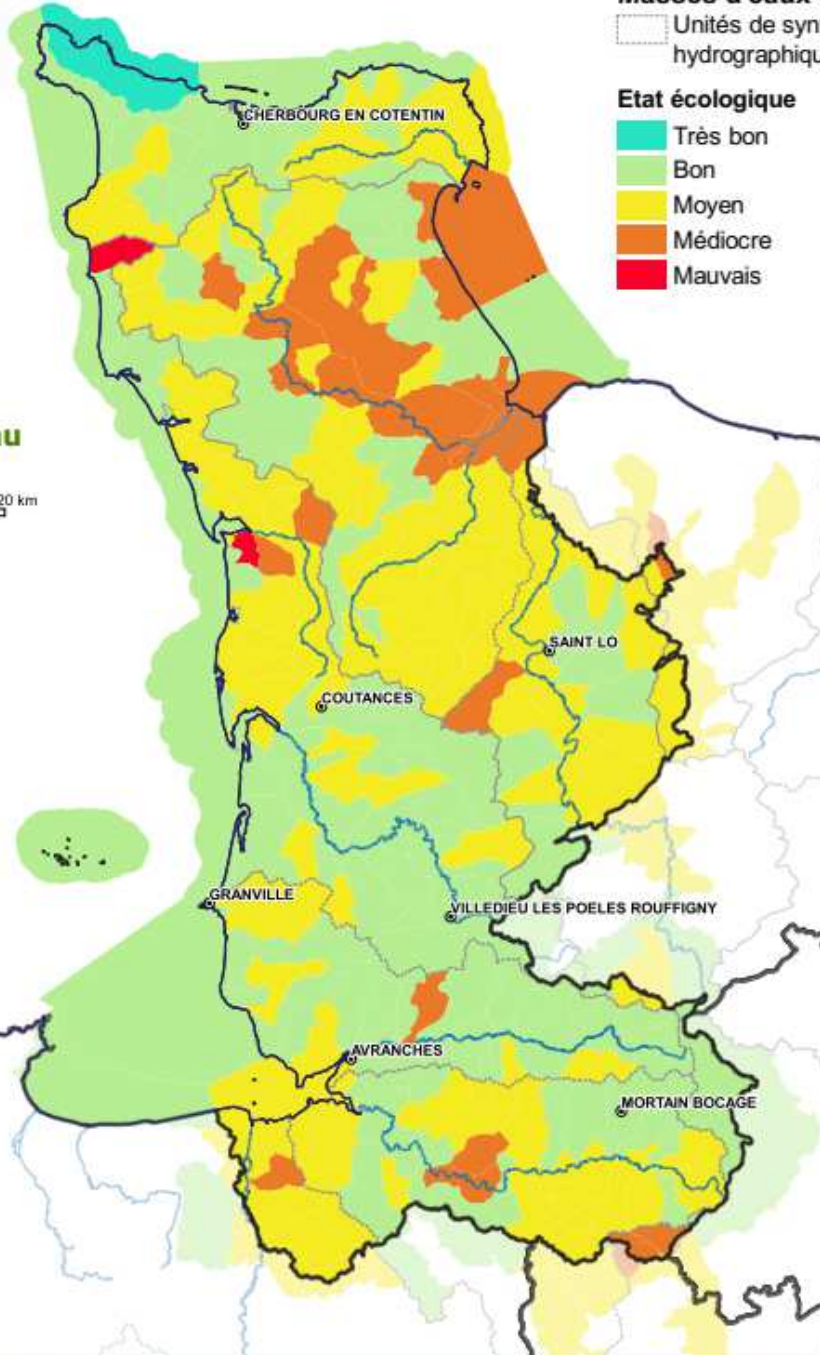 Unités de syn
hydrographiqu
Etat écologique
Très bon
Bon
Moyen
Médiocre
Mauvais
CHERBOURG EN COTENTIN
au
20 km
SAINT LO
COUTANCES
GRANVILLE
VILLEDIEU LES POELES ROUFFIGNY
AVRANCHES
MORTAIN BOCAGE